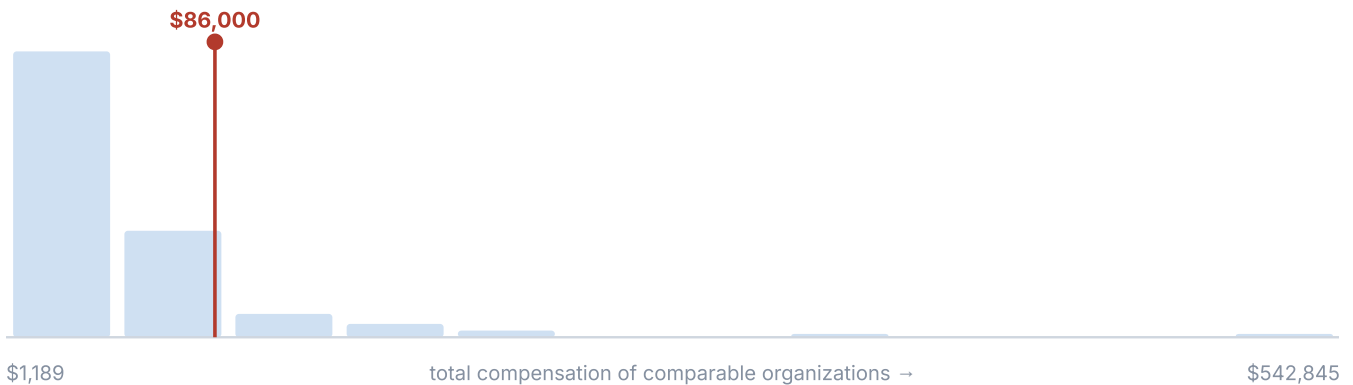 $86,000
$1,189 total compensation of comparable organizations → $542,845